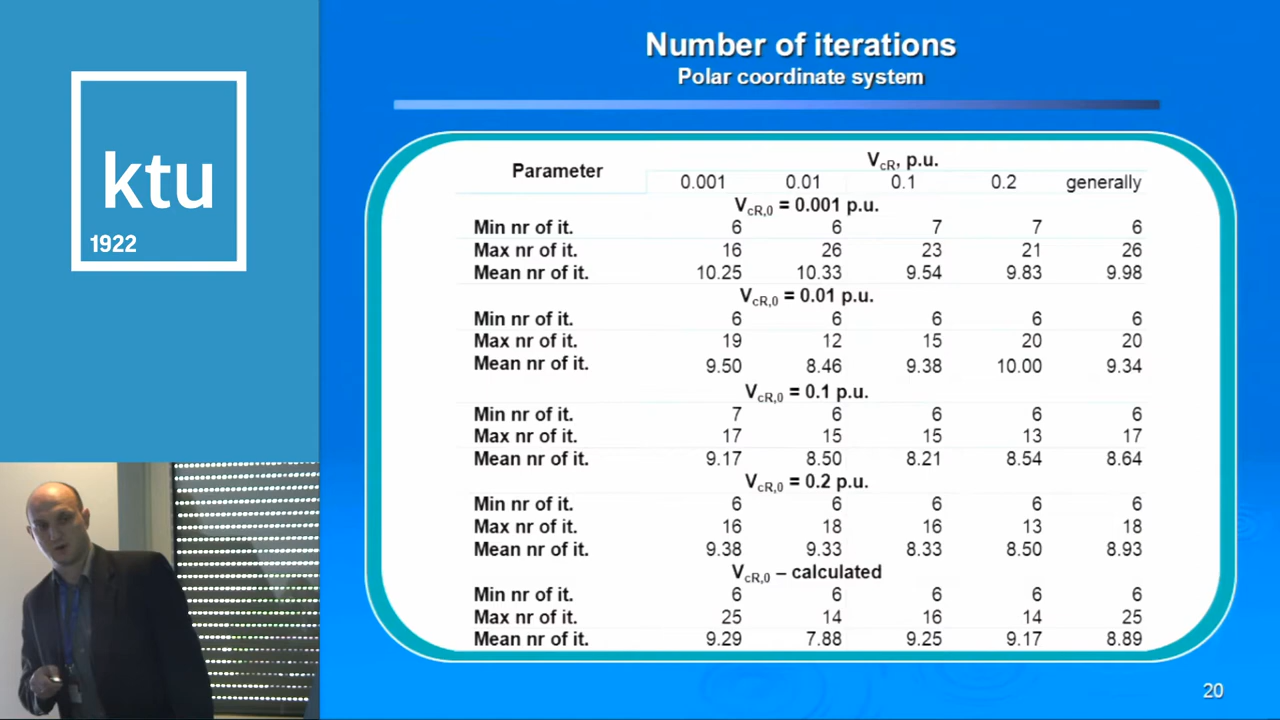 ktu
1922
Number of iterations
Polar coordinate system
Parameter VcR, p.u.
0.001 0.01 0.1 0.2 generally
VcR,0 = 0.001 p.u.
Min nr of it. 6 6 7 7 6
Max nr of it. 16 26 23 21 26
Mean nr of it. 10.25 10.33 9.54 9.83 9.98
VcR,0 = 0.01 p.u.
Min nr of it. 6 6 6 6 6
Max nr of it. 19 12 15 20 20
Mean nr of it. 9.50 8.46 9.38 10.00 9.34
VcR,0 = 0.1 p.u.
Min nr of it. 7 6 6 6 6
Max nr of it. 17 15 15 13 17
Mean nr of it. 9.17 8.50 8.21 8.54 8.64
VcR,0 = 0.2 p.u.
Min nr of it. 6 6 6 6 6
Max nr of it. 16 18 16 13 18
Mean nr of it. 9.38 9.33 8.33 8.50 8.93
VcR,0 – calculated
Min nr of it. 6 6 6 6 6
Max nr of it. 25 14 16 14 25
Mean nr of it. 9.29 7.88 9.25 9.17 8.89
20